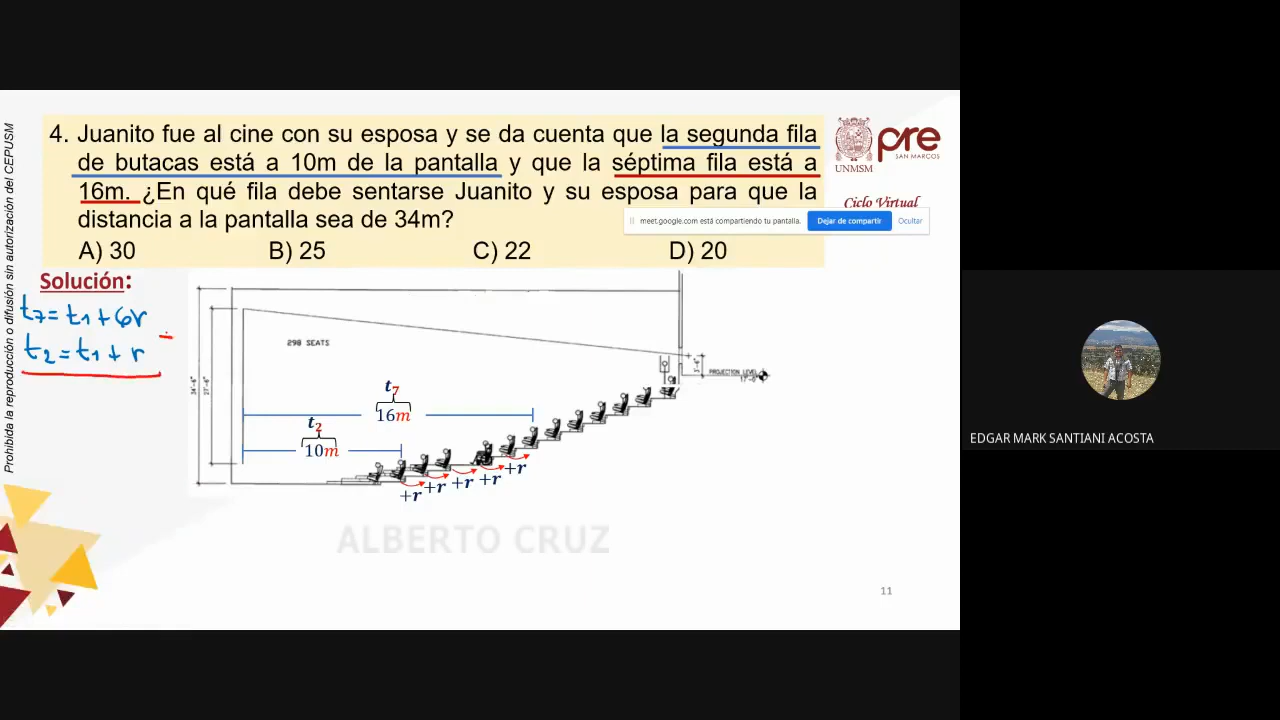 4. Juanito fue al cine con su esposa y se da cuenta que la segunda fila
de butacas está a 10m de la pantalla y que la séptima fila está a
16m. ¿En qué fila debe sentarse Juanito y su esposa para que la
distancia a la pantalla sea de 34m?
A) 30 B) 25 C) 22 D) 20
UNMSM
pre
SAN MARCOS
Ciclo Virtual
meet.google.com está compartiendo tu pantalla. Dejar de compartir Ocultar
Prohibida la reproducción o difusión sin autorización del CEPUSM
Solución:
t7 = t1 + 6r
t2 = t1 + r
298 SEATS
PROJECTION LEVEL
t7
16m
t2
10m
+r +r +r +r +r
ALBERTO CRUZ
11
EDGAR MARK SANTIANI ACOSTA